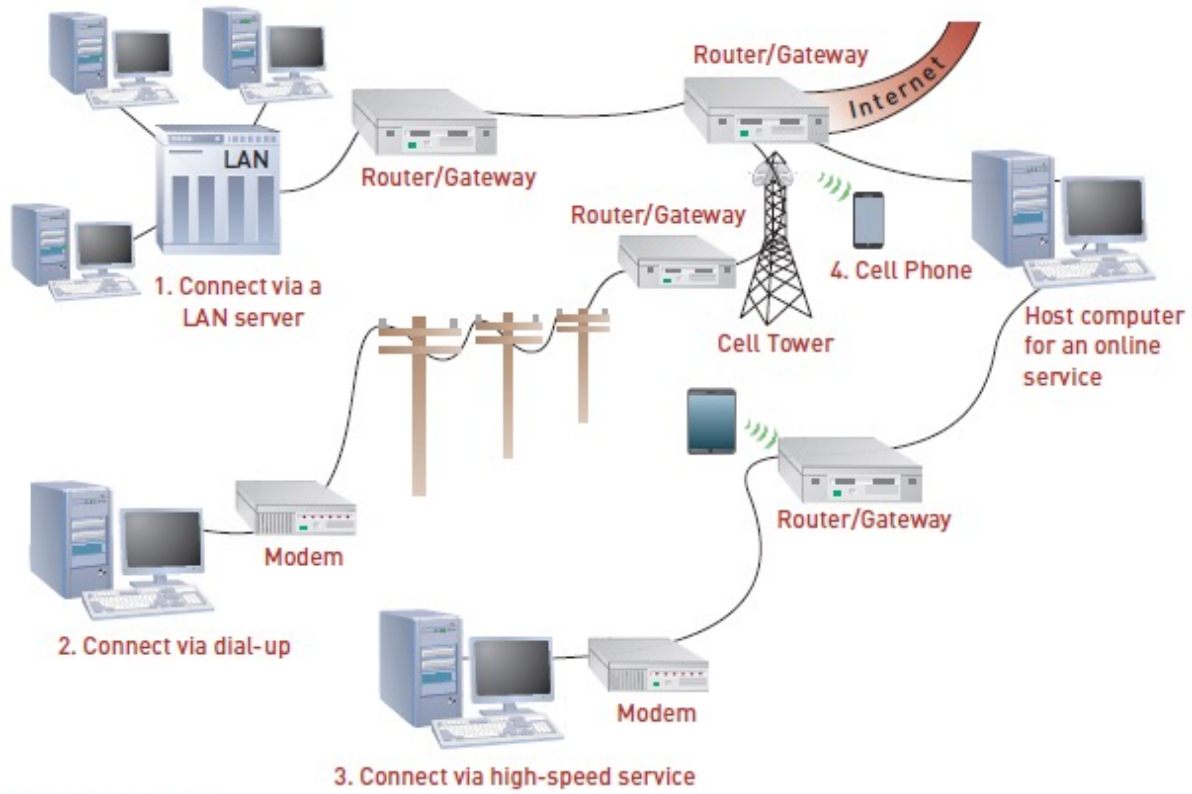 Router/Gateway
Internet
LAN
Router/Gateway
Router/Gateway
1. Connect via a
LAN server
4. Cell Phone
Cell Tower
Host computer
for an online
service
Router/Gateway
Modem
2. Connect via dial-up
Modem
3. Connect via high-speed service